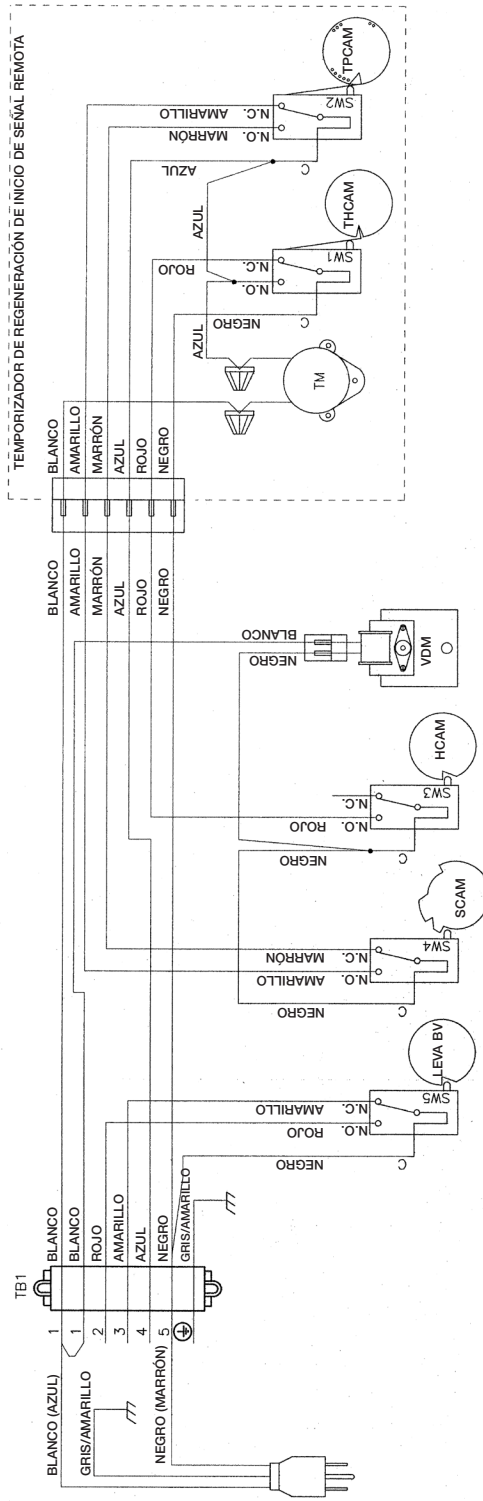 TEMPORIZADOR DE REGENERACIÓN DE INICIO DE SEÑAL REMOTA
BLANCO
AMARILLO
MARRÓN
AZUL
ROJO
NEGRO
BLANCO
AMARILLO
MARRÓN
AZUL
ROJO
NEGRO
AZUL
TM
NEGRO
ROJO
AZUL
N.O.
N.C.
C
SW1
THCAM
AZUL
MARRÓN
AMARILLO
N.O.
N.C.
C
SW2
TPCAM
TB1
1
1
2
3
4
5
BLANCO
BLANCO
ROJO
AMARILLO
AZUL
NEGRO
GRIS/AMARILLO
BLANCO (AZUL)
GRIS/AMARILLO
NEGRO (MARRÓN)
NEGRO
ROJO
AMARILLO
N.O.
N.C.
C
SW5
LEVA BV
NEGRO
AMARILLO
MARRÓN
N.O.
N.C.
C
SW4
SCAM
NEGRO
ROJO
N.O.
N.C.
C
SW3
HCAM
NEGRO
BLANCO
VDM